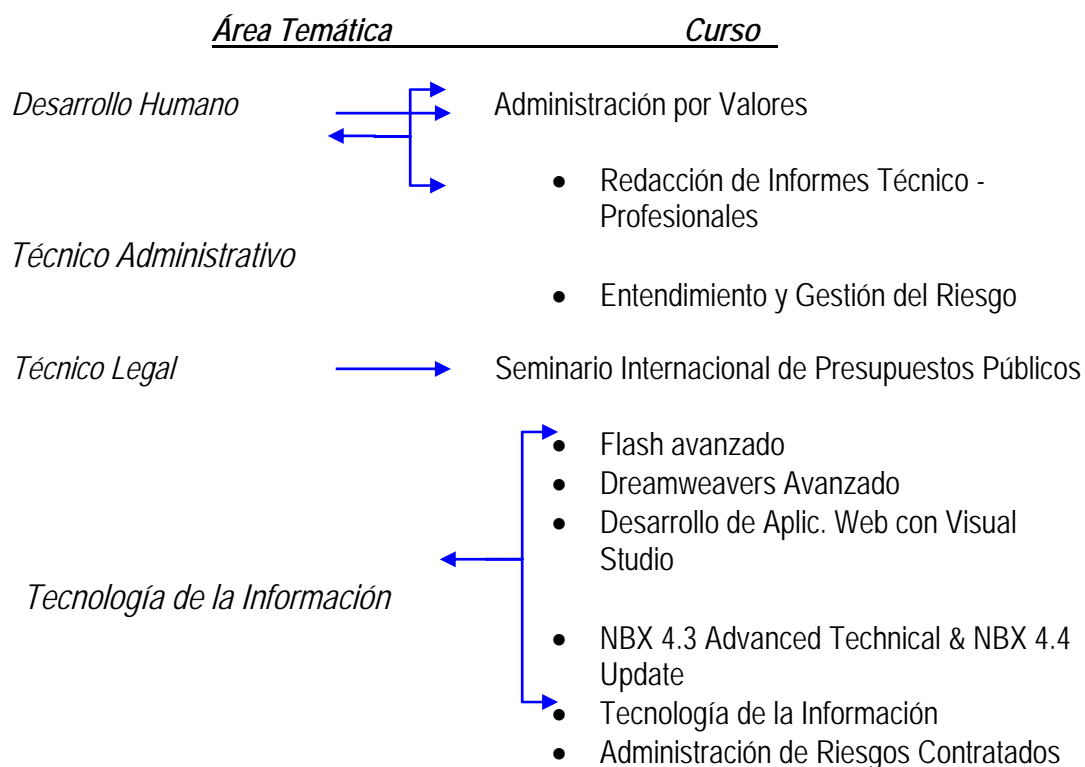 Área Temática Curso
Desarrollo Humano Administración por Valores
• Redacción de Informes Técnico -
Profesionales
Técnico Administrativo
• Entendimiento y Gestión del Riesgo
Técnico Legal Seminario Internacional de Presupuestos Públicos
• Flash avanzado
• Dreamweavers Avanzado
• Desarrollo de Aplic. Web con Visual
Studio
Tecnología de la Información
• NBX 4.3 Advanced Technical & NBX 4.4
Update
• Tecnología de la Información
• Administración de Riesgos Contratados